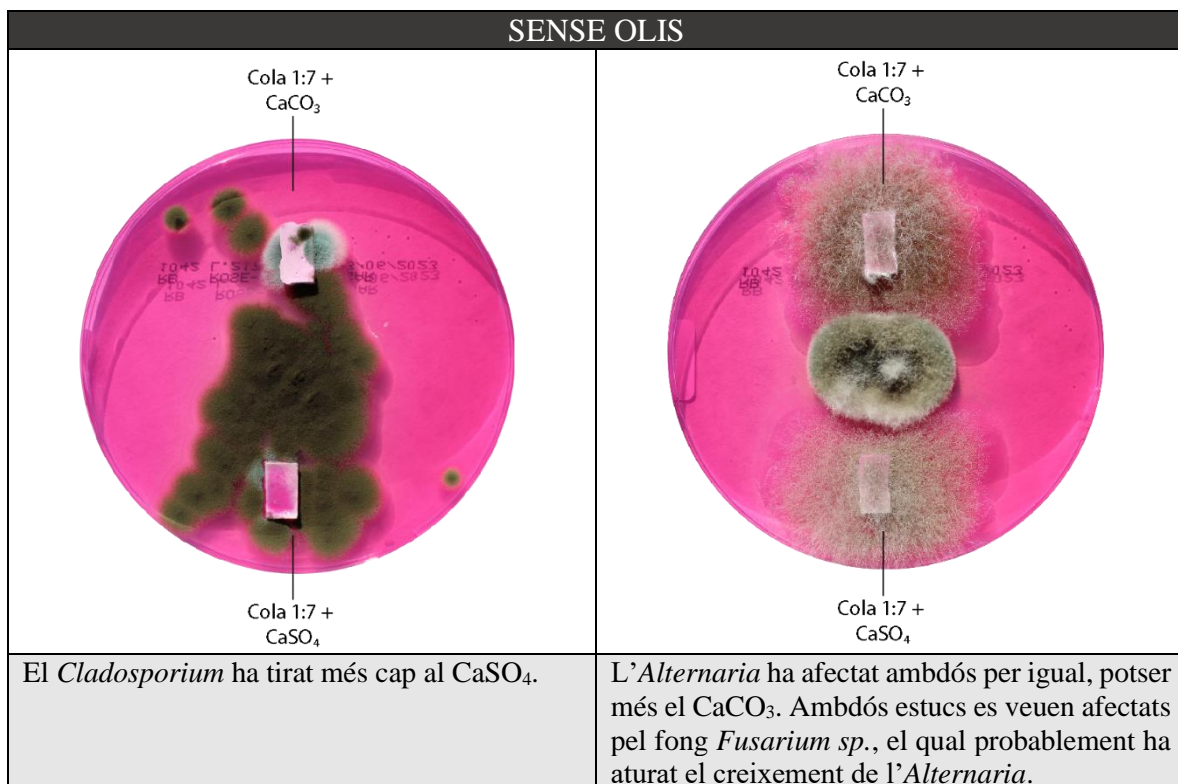 SENSE OLIS
Cola 1:7 +
CaCO₃
Cola 1:7 +
CaSO₄
El Cladosporium ha tirat més cap al CaSO₄.
Cola 1:7 +
CaCO₃
Cola 1:7 +
CaSO₄
L’Alternaria ha afectat ambdós per igual, potser
més el CaCO₃. Ambdós estucs es veuen afectats
pel fong Fusarium sp., el qual probablement ha
aturat el creixement de l’Alternaria.